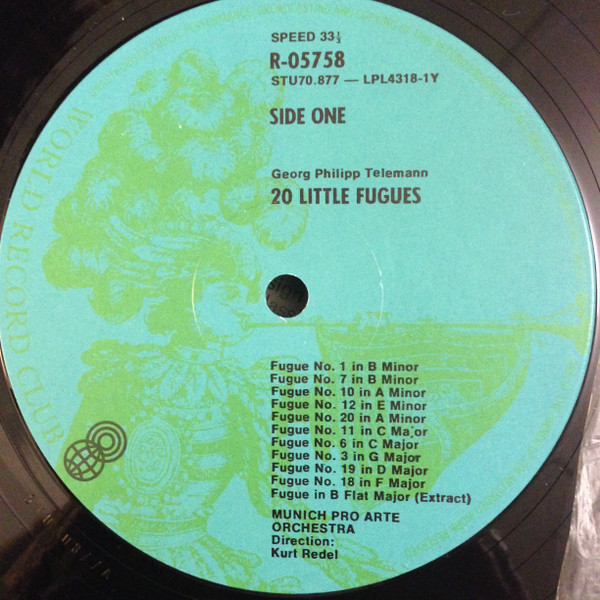 SPEED 33⅓
R-05758
STU70.877 — LPL4318-1Y
SIDE ONE
Georg Philipp Telemann
20 LITTLE FUGUES
Fugue No. 1 in B Minor
Fugue No. 7 in B Minor
Fugue No. 10 in A Minor
Fugue No. 12 in E Minor
Fugue No. 20 in A Minor
Fugue No. 11 in C Major
Fugue No. 6 in C Major
Fugue No. 3 in G Major
Fugue No. 19 in D Major
Fugue No. 18 in F Major
Fugue in B Flat Major (Extract)
MUNICH PRO ARTE
ORCHESTRA
Direction:
Kurt Redel
WORLD RECORD CLUB